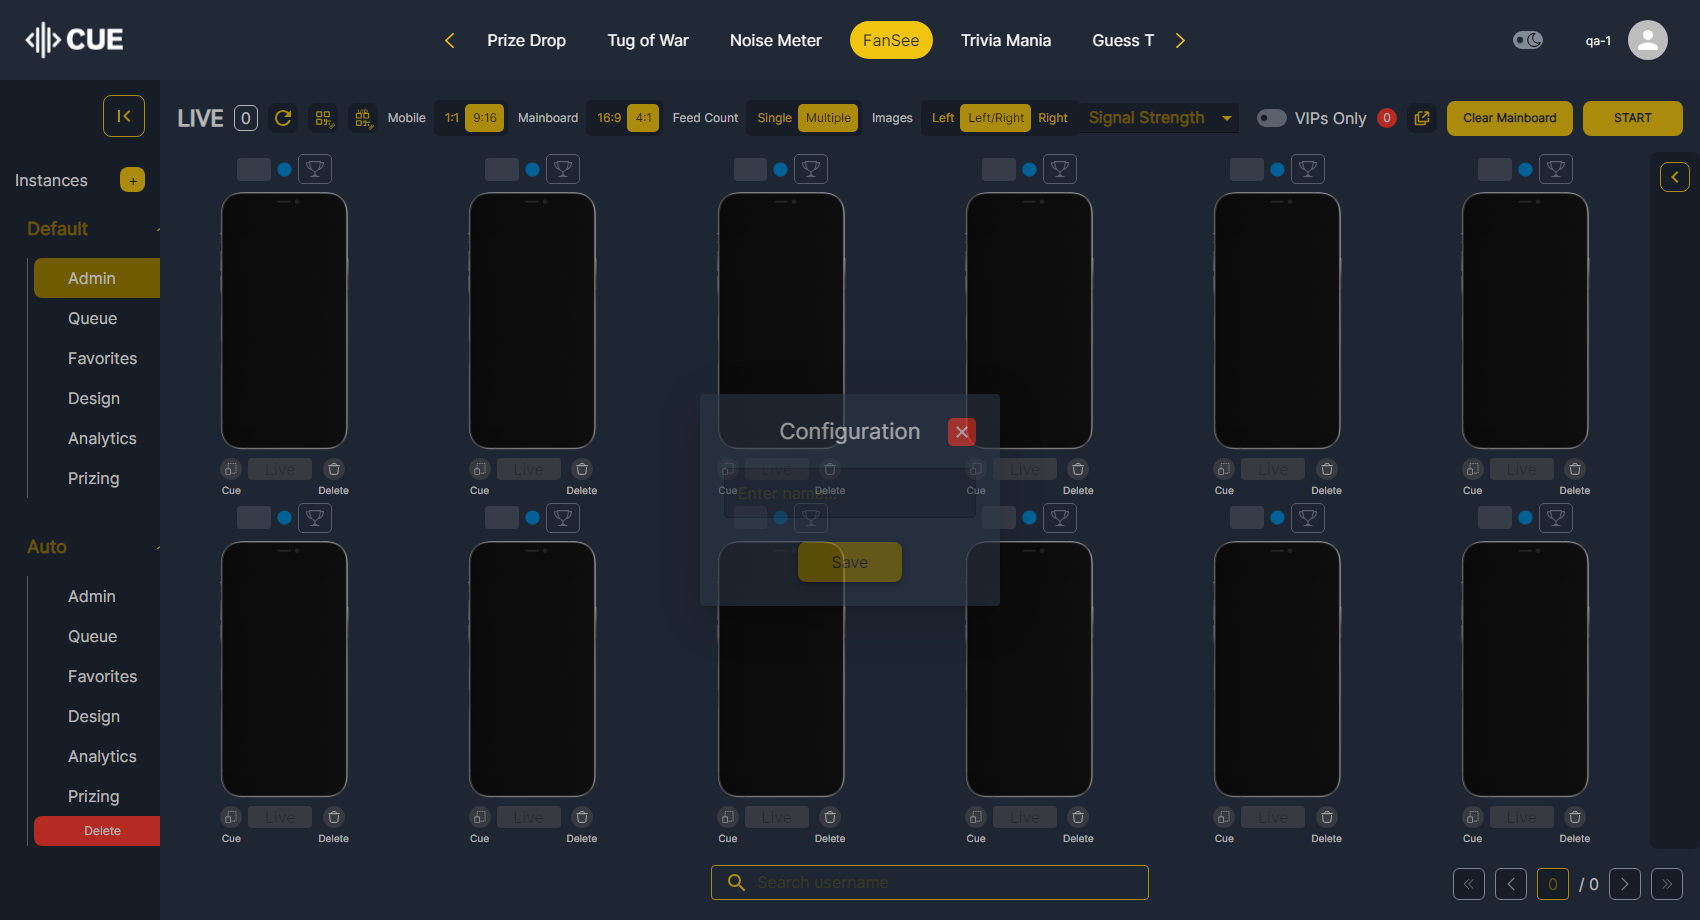 CUE
Prize Drop Tug of War Noise Meter FanSee Trivia Mania Guess T
qa-1
LIVE 0 Mobile 1:1 9:16 Mainboard 16:9 4:1 Feed Count Single Multiple Images Left Left/Right Right Signal Strength VIPs Only 0 Clear Mainboard START
Instances +
Default
Admin
Queue
Favorites
Design
Analytics
Prizing
Auto
Admin
Queue
Favorites
Design
Analytics
Prizing
Delete
Live Live Live Live Live Live
Cue Delete Cue Delete Cue Delete Cue Delete Cue Delete Cue Delete
Configuration
Enter name...
Save
Live Live Live Live Live Live
Cue Delete Cue Delete Cue Delete Cue Delete Cue Delete Cue Delete
Search username
0 / 0